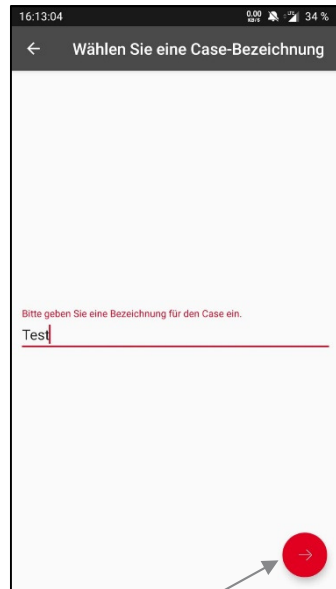 16:13:04 0.00 KB/S LTE 34 %
Wählen Sie eine Case-Bezeichnung
Bitte geben Sie eine Bezeichnung für den Case ein.
Test